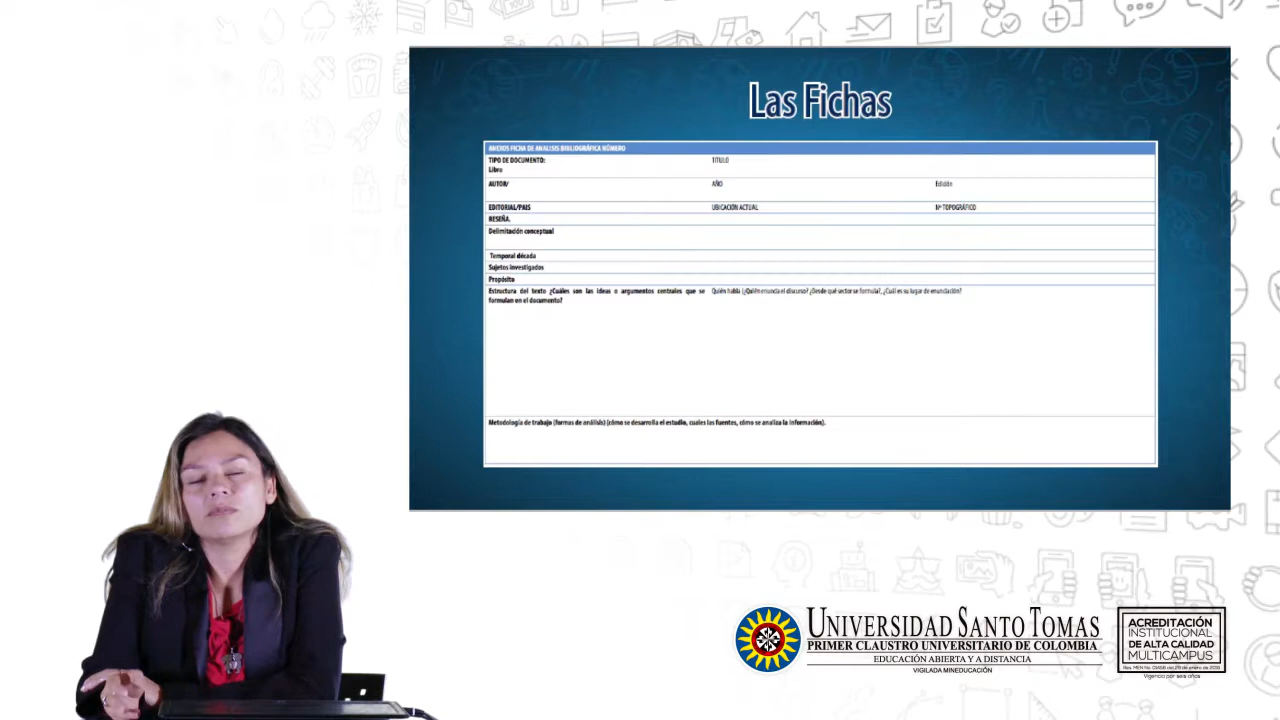 Las Fichas
ANEXOS FICHA DE ANALISIS BIBLIOGRÁFICA NÚMERO
TIPO DE DOCUMENTO: TITULO
Libro
AUTOR/ AÑO Edición
EDITORIAL/PAIS UBICACIÓN ACTUAL Nº TOPOGRÁFICO
RESEÑA.
Delimitación conceptual
Temporal década
Sujetos investigados
Propósito
Estructura del texto ¿Cuáles son las ideas o argumentos centrales que se Quién habla (¿Quién enuncia el discurso? ¿Desde qué sector se formula?, ¿Cuál es su lugar de enunciación?
formulan en el documento?
Metodología de trabajo (formas de análisis) (cómo se desarrolla el estudio, cuales las fuentes, cómo se analiza la información).
UNIVERSIDAD SANTO TOMAS
PRIMER CLAUSTRO UNIVERSITARIO DE COLOMBIA
EDUCACIÓN ABIERTA Y A DISTANCIA
VIGILADA MINEDUCACIÓN
ACREDITACIÓN
INSTITUCIONAL
DE ALTA CALIDAD
MULTICAMPUS
Vigencia por seis años